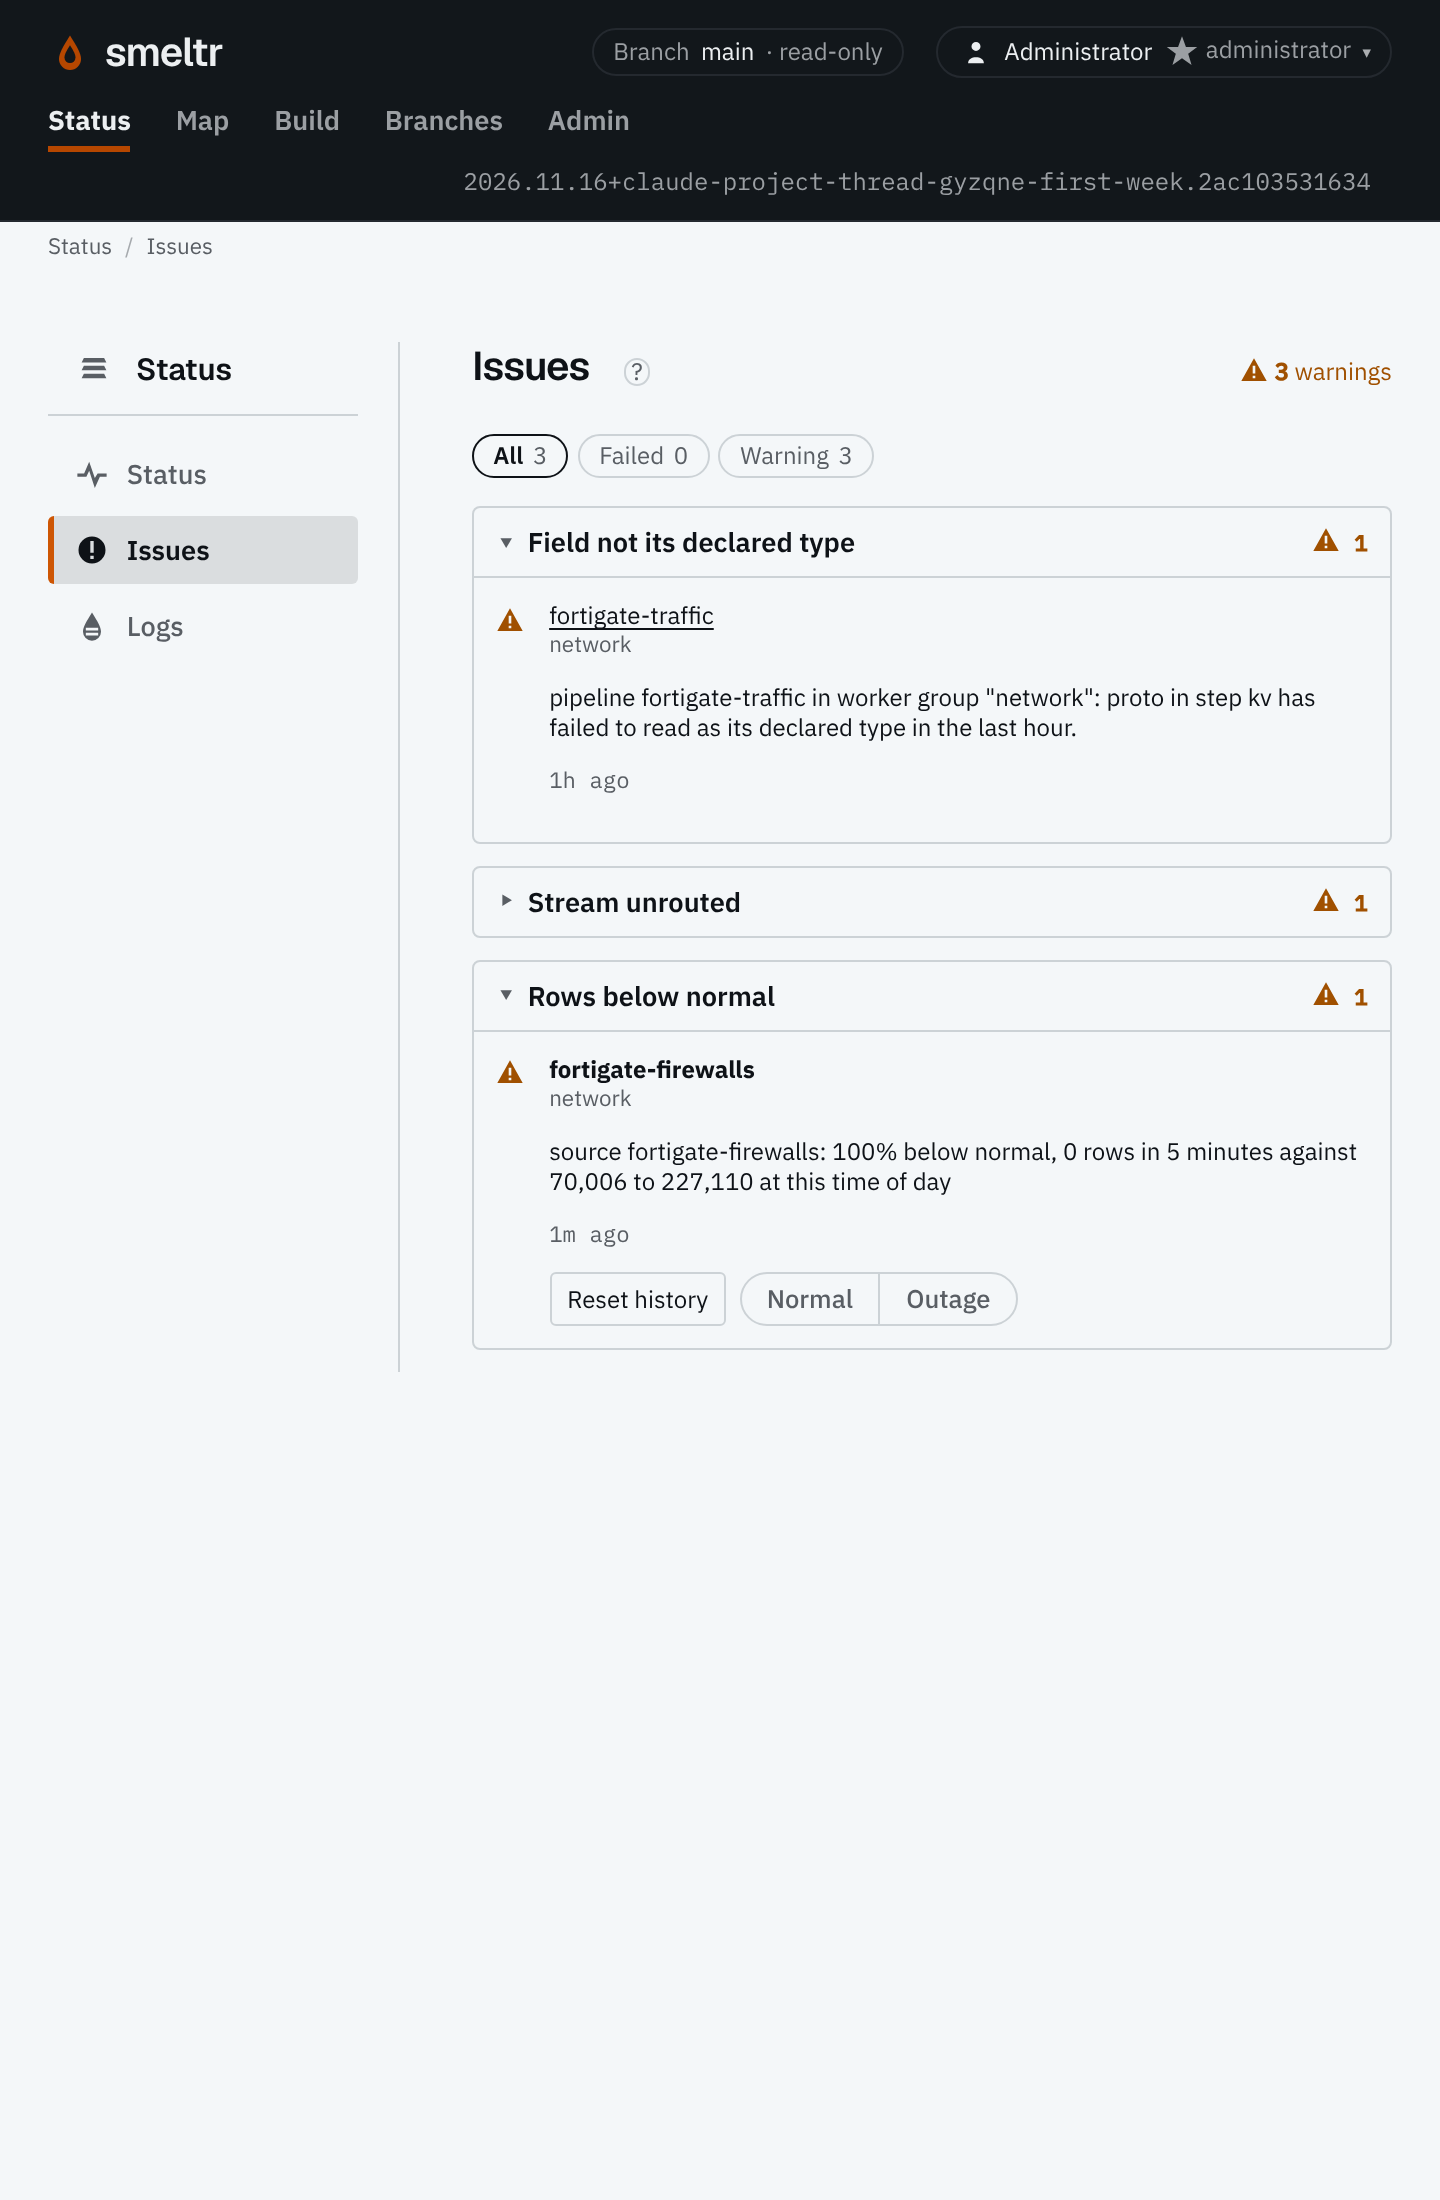 smeltr
Branch main · read-only
Administrator ★ administrator ▾
Status Map Build Branches Admin
2026.11.16+claude-project-thread-gyzqne-first-week.2ac103531634
Status / Issues
Status
Status
Issues
Logs
Issues ?
3 warnings
All 3 Failed 0 Warning 3
Field not its declared type 1
fortigate-traffic
network
pipeline fortigate-traffic in worker group "network": proto in step kv has
failed to read as its declared type in the last hour.
1h ago
Stream unrouted 1
Rows below normal 1
fortigate-firewalls
network
source fortigate-firewalls: 100% below normal, 0 rows in 5 minutes against
70,006 to 227,110 at this time of day
1m ago
Reset history Normal Outage